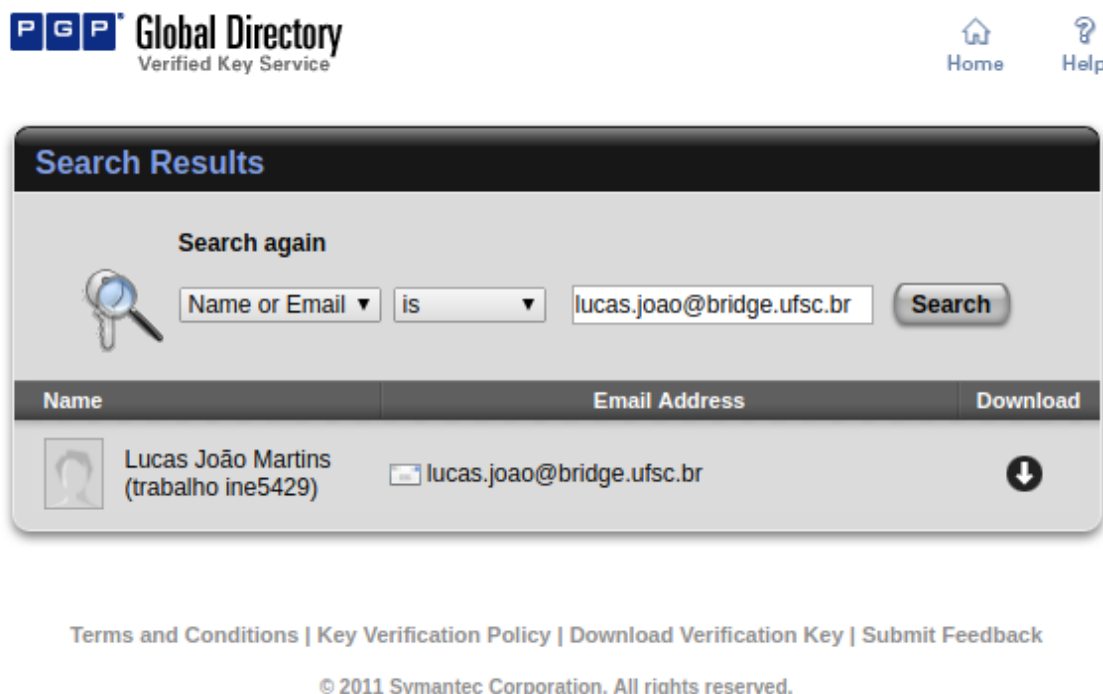 PGP Global Directory
Verified Key Service
Home Help
Search Results
Search again
Name or Email is lucas.joao@bridge.ufsc.br Search
Name Email Address Download
Lucas João Martins
(trabalho ine5429) lucas.joao@bridge.ufsc.br
Terms and Conditions | Key Verification Policy | Download Verification Key | Submit Feedback
© 2011 Symantec Corporation. All rights reserved.